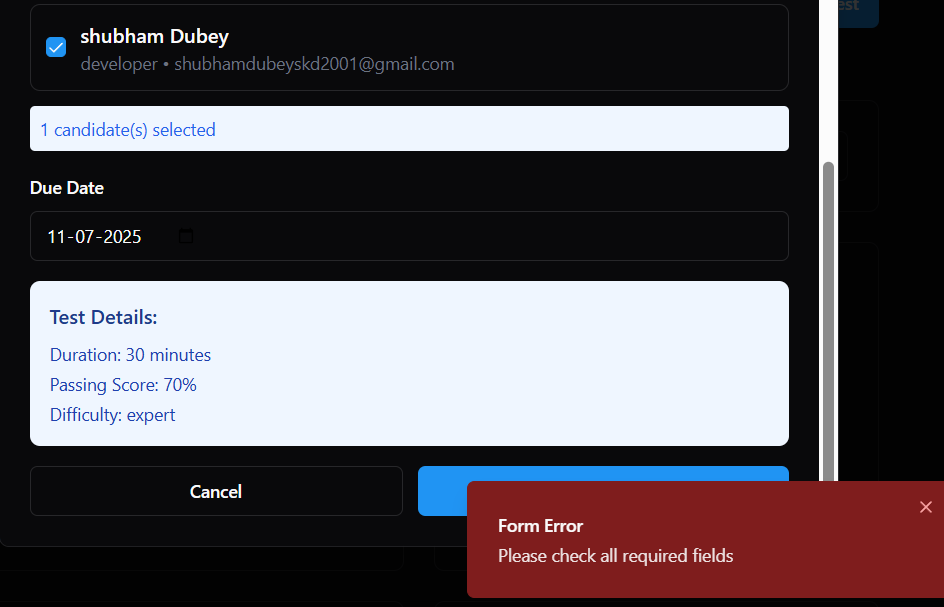 est
shubham Dubey
developer • shubhamdubeyskd2001@gmail.com
1 candidate(s) selected
Due Date
11-07-2025
Test Details:
Duration: 30 minutes
Passing Score: 70%
Difficulty: expert
Cancel
Form Error
Please check all required fields